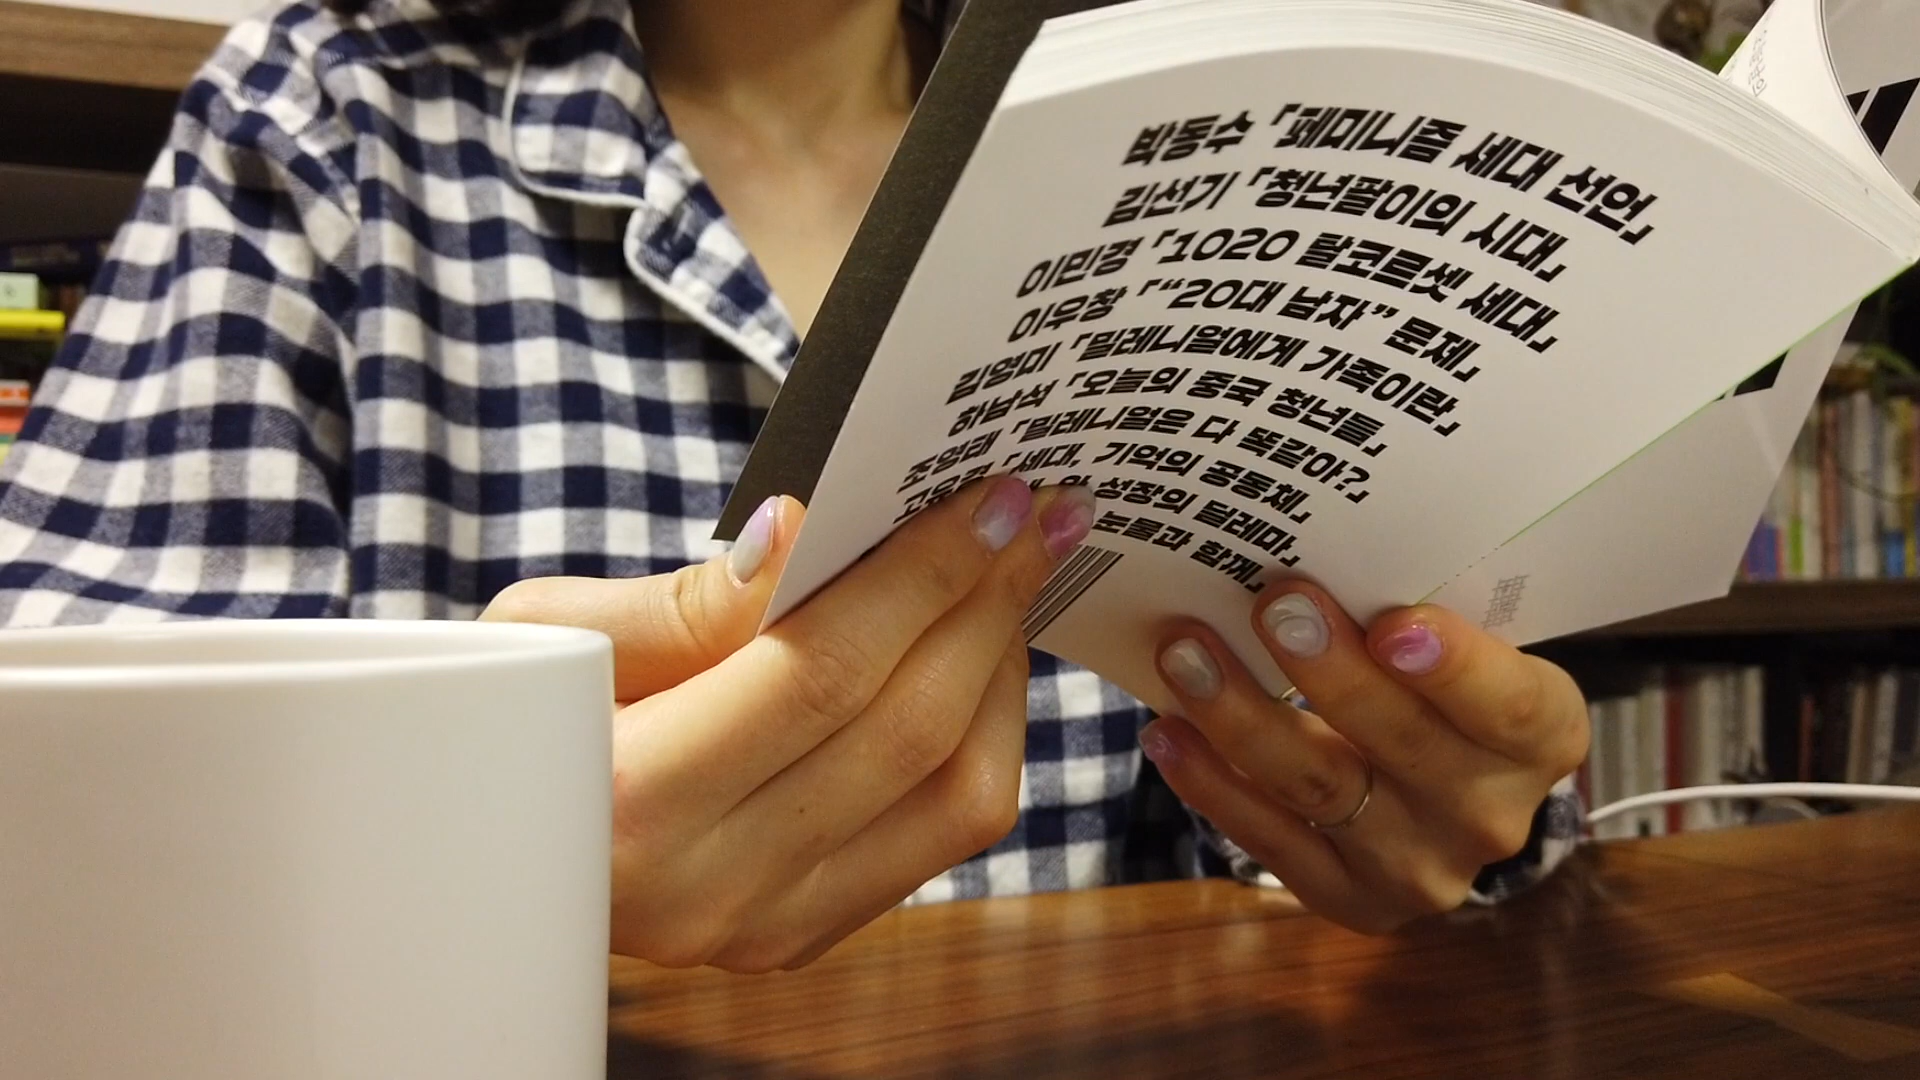 박동수 「페미니즘 세대 선언」
김선기 「청년팔이의 시대」
이민경 「1020 탈코르셋 세대」
이우창 「“20대 남자” 문제」
김영미 「밀레니얼에게 가족이란」
하남석 「오늘의 중국 청년들」
조영태 「밀레니얼은 다 똑같아?」
고유경 「세대, 기억의 공동체」
성장의 딜레마」
눈물과 함께」